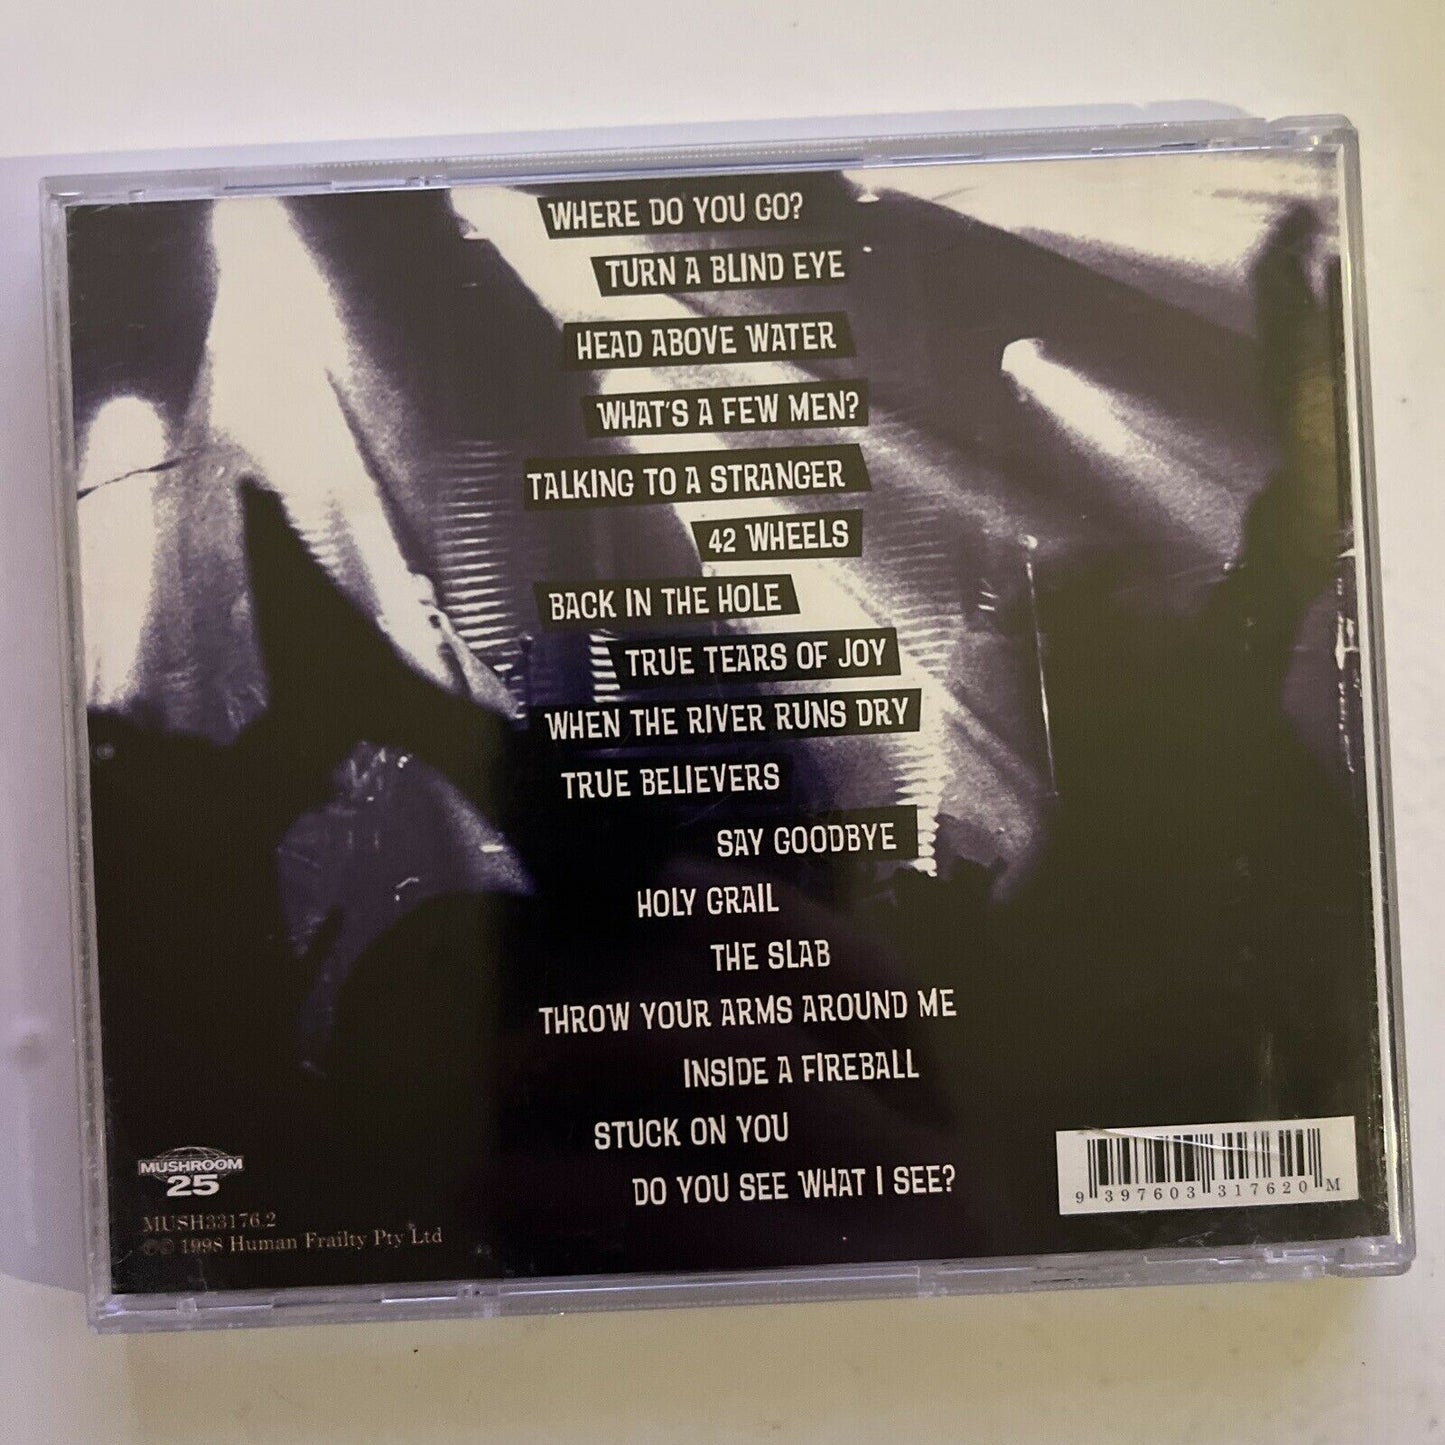 WHERE DO YOU GO?
TURN A BLIND EYE
HEAD ABOVE WATER
WHAT'S A FEW MEN?
TALKING TO A STRANGER
42 WHEELS
BACK IN THE HOLE
TRUE TEARS OF JOY
WHEN THE RIVER RUNS DRY
TRUE BELIEVERS
SAY GOODBYE
HOLY GRAIL
THE SLAB
THROW YOUR ARMS AROUND ME
INSIDE A FIREBALL
STUCK ON YOU
DO YOU SEE WHAT I SEE?
MUSHROOM
25
MUSH33176.2
℗© 1998 Human Frailty Pty Ltd
9 397603 317620 M